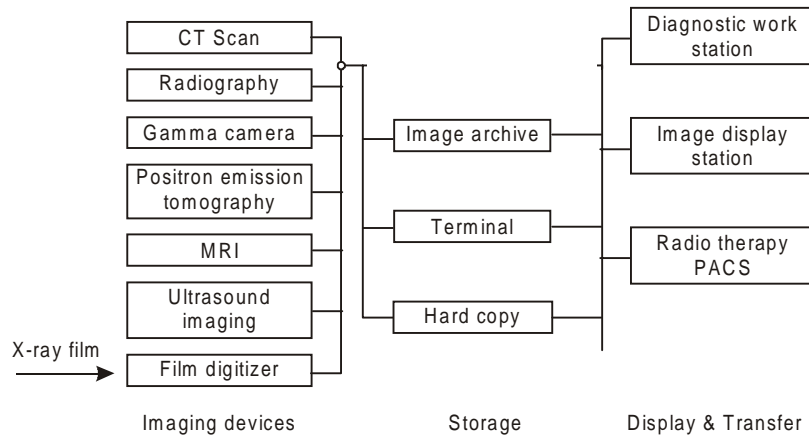 CT Scan
Radiography
Gamma camera
Positron emission
tomography
MRI
Ultrasound
imaging
X-ray film
Film digitizer
Imaging devices
Image archive
Terminal
Hard copy
Storage
Diagnostic work
station
Image display
station
Radio therapy
PACS
Display & Transfer